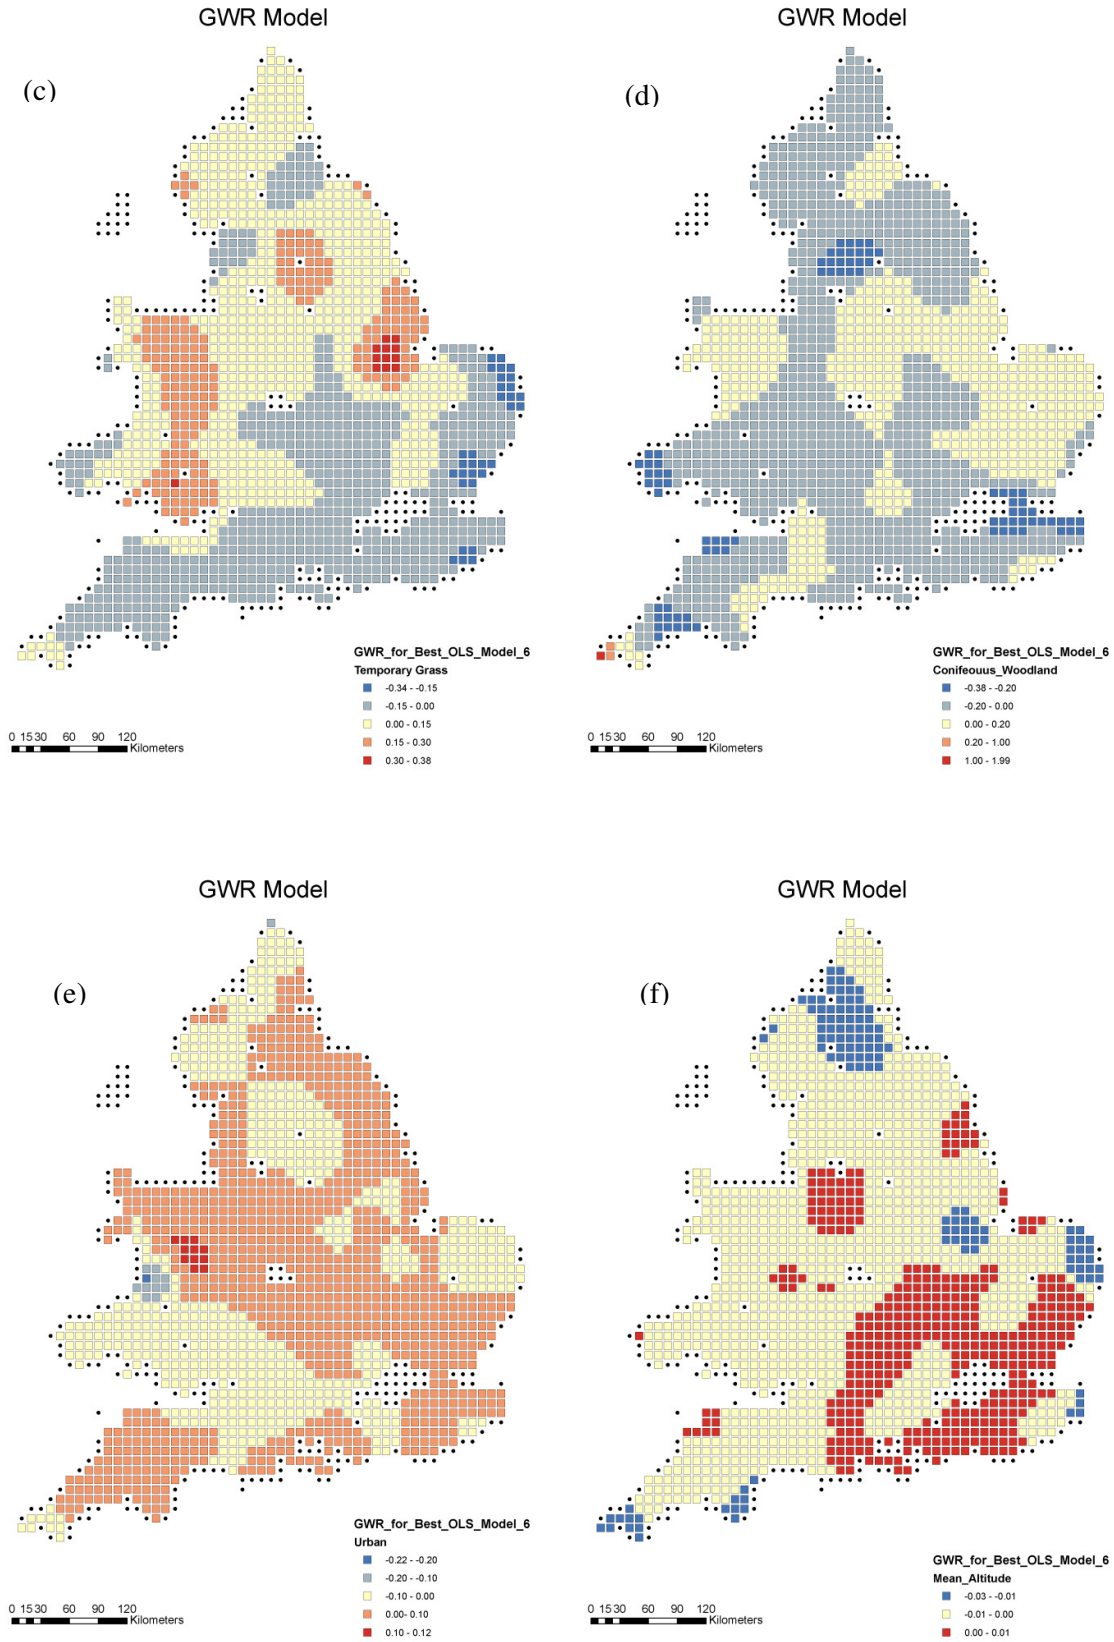 GWR Model
(c)
GWR_for_Best_OLS_Model_6
Temporary Grass
-0.34 - -0.15
-0.15 - 0.00
0.00 - 0.15
0.15 - 0.30
0.30 - 0.38
0 15 30 60 90 120
Kilometers
GWR Model
(d)
GWR_for_Best_OLS_Model_6
Conifeouus_Woodland
-0.38 - -0.20
-0.20 - 0.00
0.00 - 0.20
0.20 - 1.00
1.00 - 1.99
0 15 30 60 90 120
Kilometers
GWR Model
(e)
GWR_for_Best_OLS_Model_6
Urban
-0.22 - -0.20
-0.20 - -0.10
-0.10 - 0.00
0.00- 0.10
0.10 - 0.12
0 15 30 60 90 120
Kilometers
GWR Model
(f)
GWR_for_Best_OLS_Model_6
Mean_Altitude
-0.03 - -0.01
-0.01 - 0.00
0.00 - 0.01
0 15 30 60 90 120
Kilometers